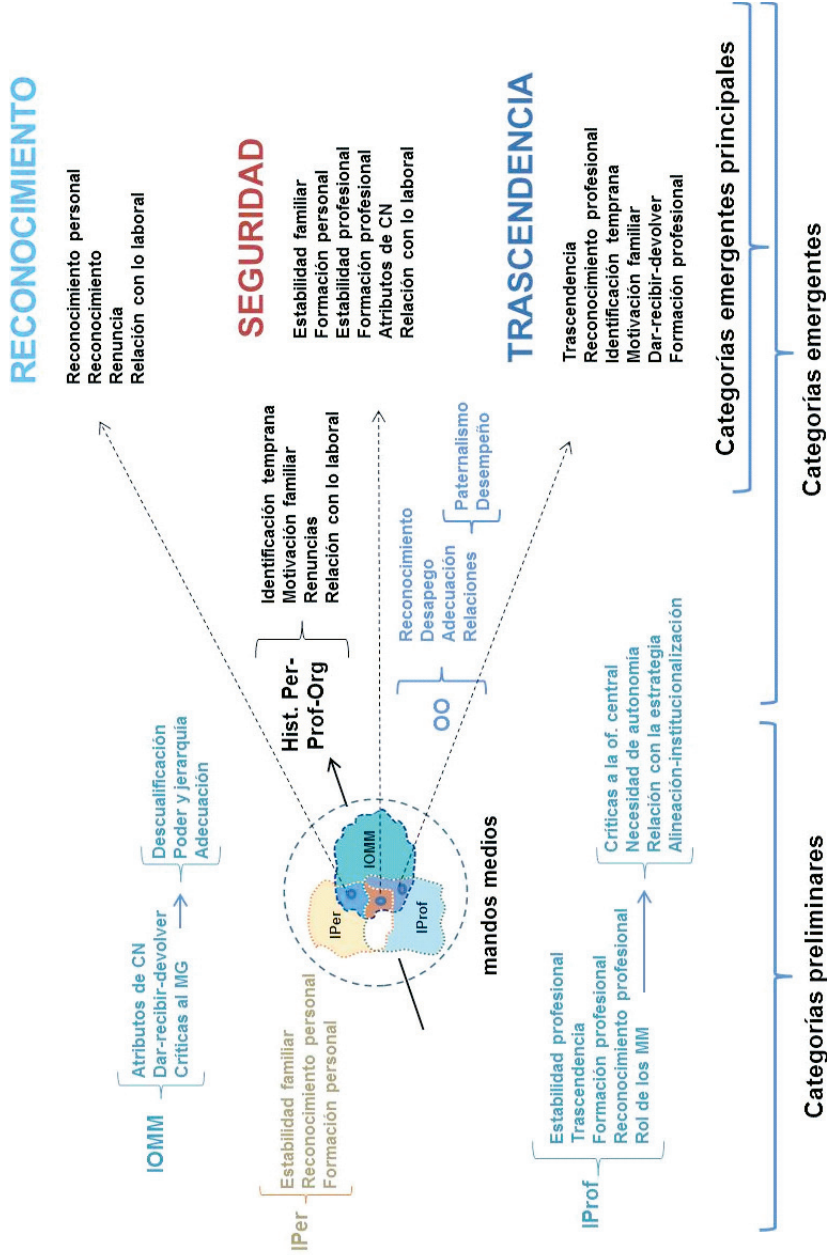 IOMM
Atributos de CN
Dar-recibir-devolver
Críticas al MG
Descualificación
Poder y jerarquía
Adecuación
IPer
Estabilidad familiar
Reconocimiento personal
Formación personal
IProf
Estabilidad profesional
Trascendencia
Formación profesional
Reconocimiento profesional
Rol de los MM
Críticas a la of. central
Necesidad de autonomía
Relación con la estrategia
Alineación-institucionalización
IPer
IOMM
IProf
mandos medios
Hist. Per-
Prof-Org
Identificación temprana
Motivación familiar
Renuncias
Relación con lo laboral
OO
Reconocimiento
Desapego
Adecuación
Relaciones
Paternalismo
Desempeño
RECONOCIMIENTO
Reconocimiento personal
Reconocimiento
Renuncia
Relación con lo laboral
SEGURIDAD
Estabilidad familiar
Formación personal
Estabilidad profesional
Formación profesional
Atributos de CN
Relación con lo laboral
TRASCENDENCIA
Trascendencia
Reconocimiento profesional
Identificación temprana
Motivación familiar
Dar-recibir-devolver
Formación profesional
Categorías emergentes principales
Categorías preliminares
Categorías emergentes